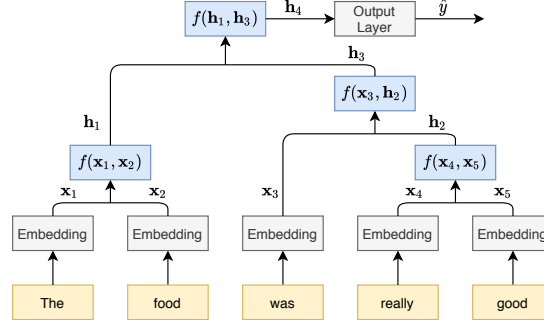 f(h₁, h₃)
h₄
Output
Layer
ŷ
h₃
f(x₃, h₂)
h₁
h₂
f(x₁, x₂)
f(x₄, x₅)
x₁
x₂
x₃
x₄
x₅
Embedding
Embedding
Embedding
Embedding
Embedding
The
food
was
really
good